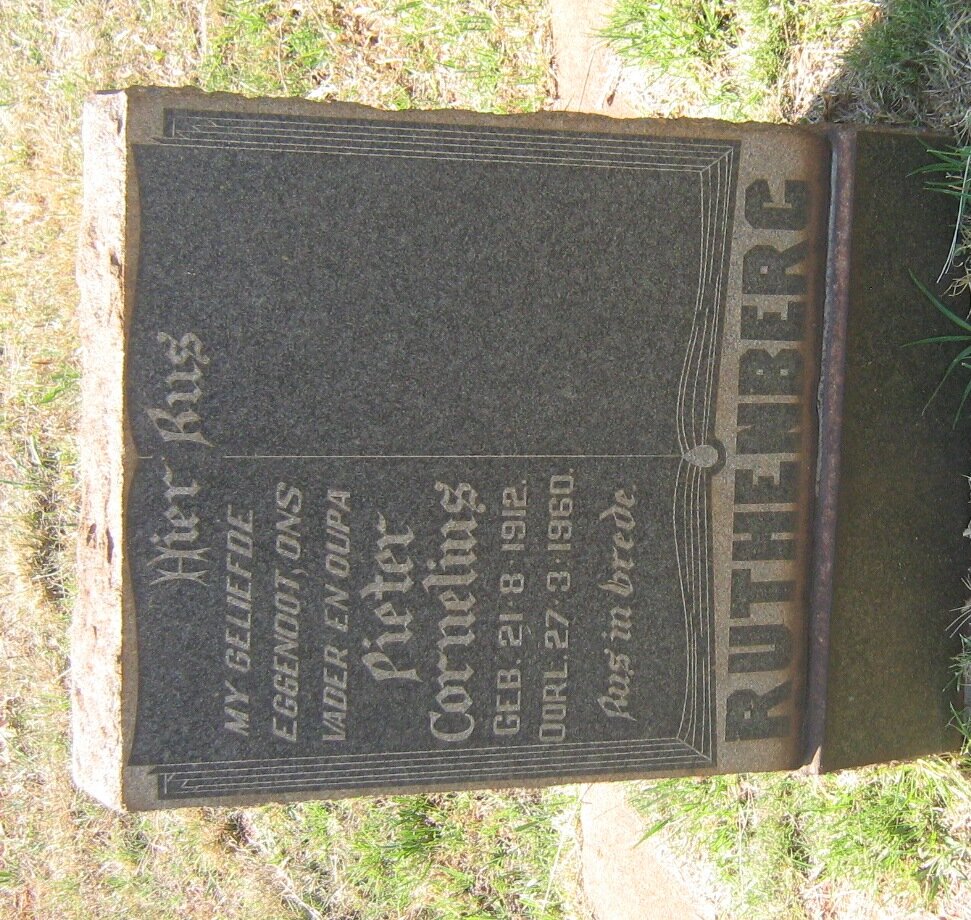 Hier Rus
MY GELIEFDE
EGGENOOT, ONS
VADER EN OUPA
Pieter
Cornelius
GEB. 21·8·1912.
OORL. 27·3·1960.
Rus in brede.
RUTHENBERG